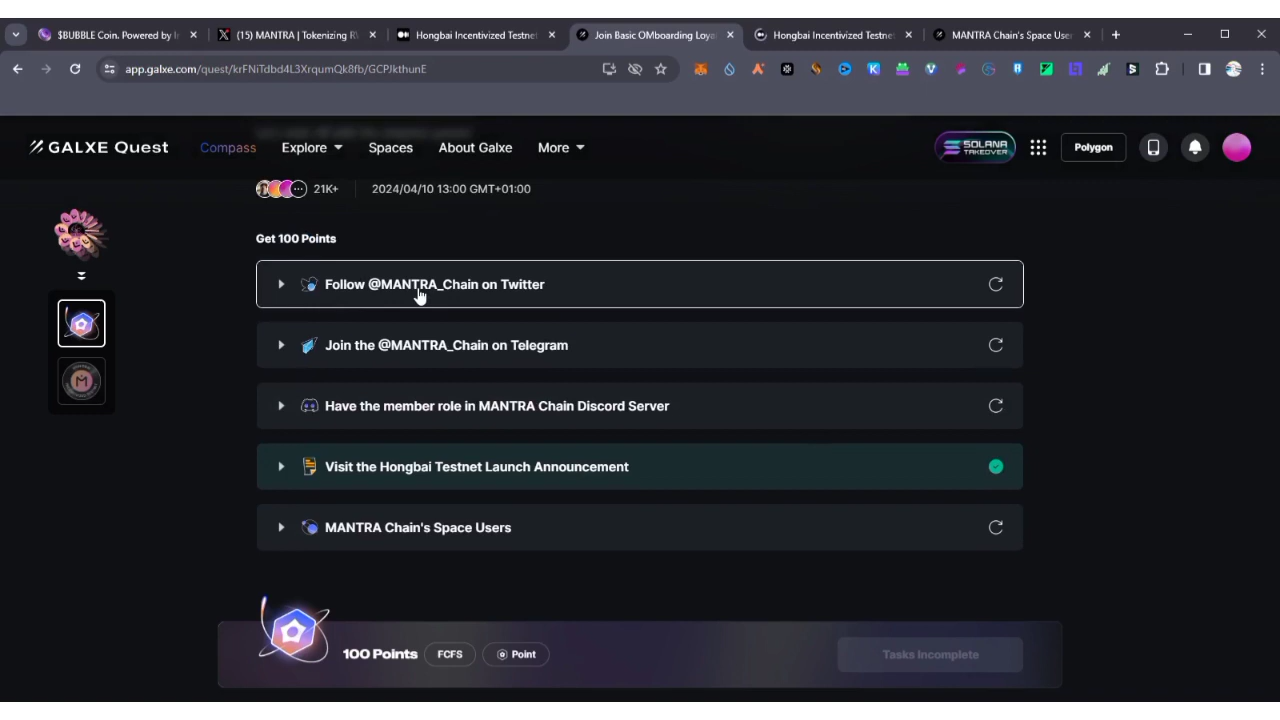 $BUBBLE Coin. Powered by I
(15) MANTRA | Tokenizing R
Hongbai Incentivized Testne
Join Basic OMboarding Loya
Hongbai Incentivized Testne
MANTRA Chain's Space User
app.galxe.com/quest/krFNiTdbd4L3XrqumQk8fb/GCPJkthunE
GALXE Quest
Compass
Explore
Spaces
About Galxe
More
SOLANA
TAKEOVER
Polygon
21K+
2024/04/10 13:00 GMT+01:00
Get 100 Points
Follow @MANTRA_Chain on Twitter
Join the @MANTRA_Chain on Telegram
Have the member role in MANTRA Chain Discord Server
Visit the Hongbai Testnet Launch Announcement
MANTRA Chain's Space Users
100 Points
FCFS
Point
Tasks Incomplete